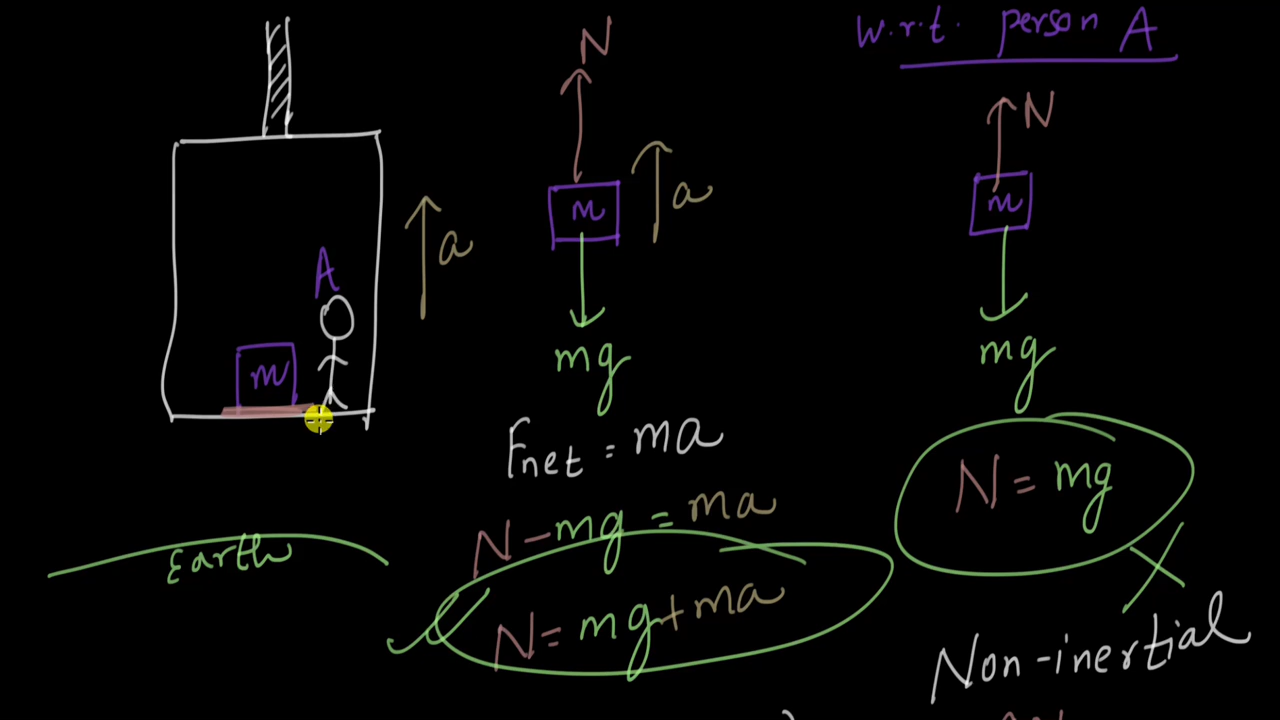 w.r.t. person A
N
N
m
a
m
a
A
m
mg
mg
Fnet = ma
N = mg
N - mg = ma
Earth
N = mg + ma
Non-inertial